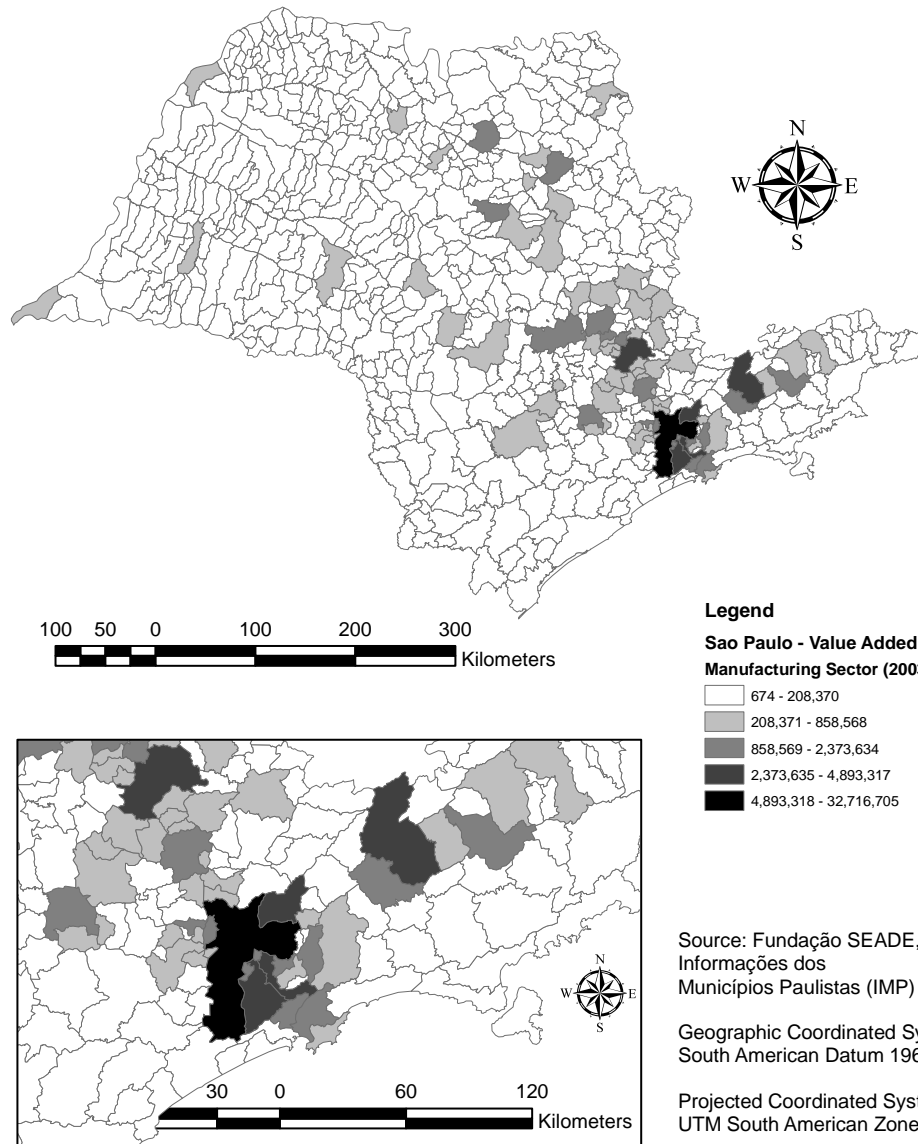 N
W E
S
100 50 0 100 200 300
Kilometers
Legend
Sao Paulo - Value Added
Manufacturing Sector (2003
674 - 208,370
208,371 - 858,568
858,569 - 2,373,634
2,373,635 - 4,893,317
4,893,318 - 32,716,705
N
W E
S
30 0 60 120
Kilometers
Source: Fundação SEADE,
Informações dos
Municípios Paulistas (IMP)
Geographic Coordinated Sy
South American Datum 196
Projected Coordinated Syst
UTM South American Zone